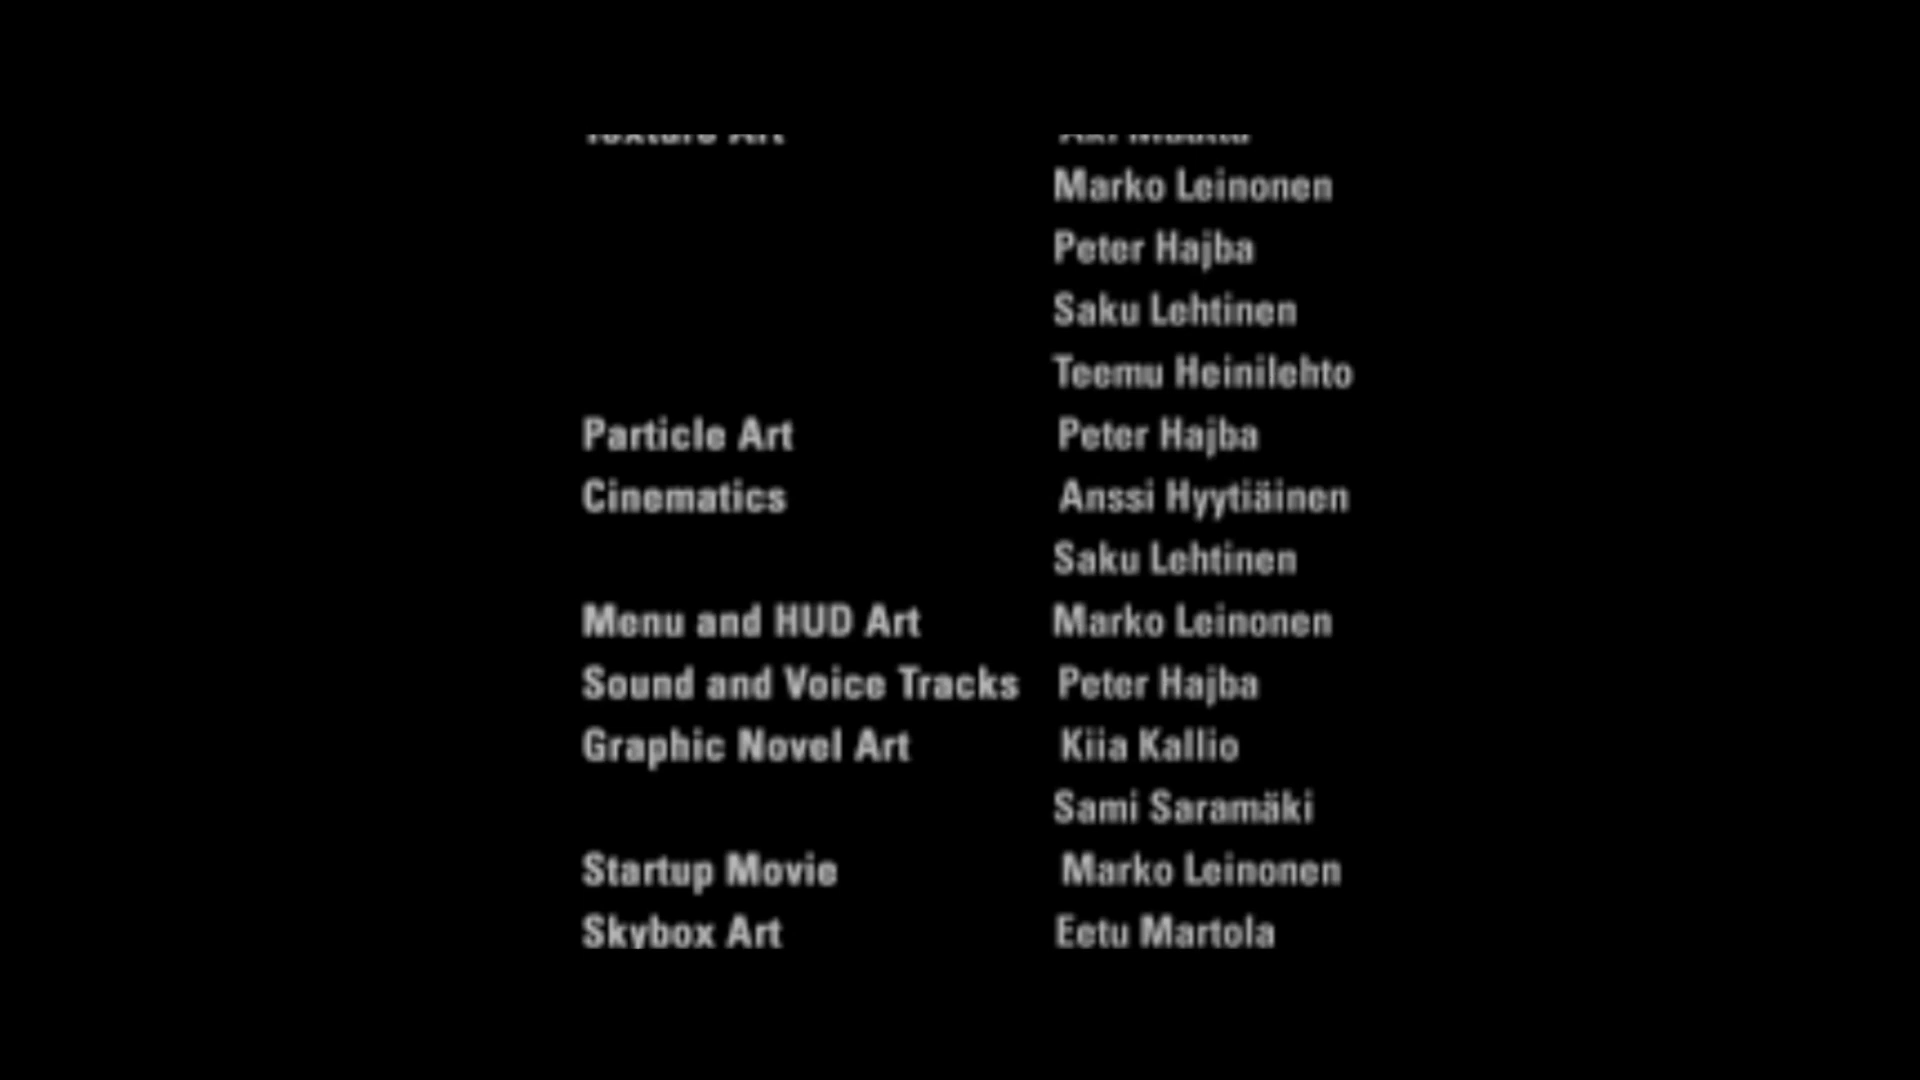 Texture Art
Marko Leinonen
Peter Hajba
Saku Lehtinen
Teemu Heinilehto
Particle Art Peter Hajba
Cinematics Anssi Hyytiäinen
Saku Lehtinen
Menu and HUD Art Marko Leinonen
Sound and Voice Tracks Peter Hajba
Graphic Novel Art Kiia Kallio
Sami Saramäki
Startup Movie Marko Leinonen
Skybox Art Eetu Martola